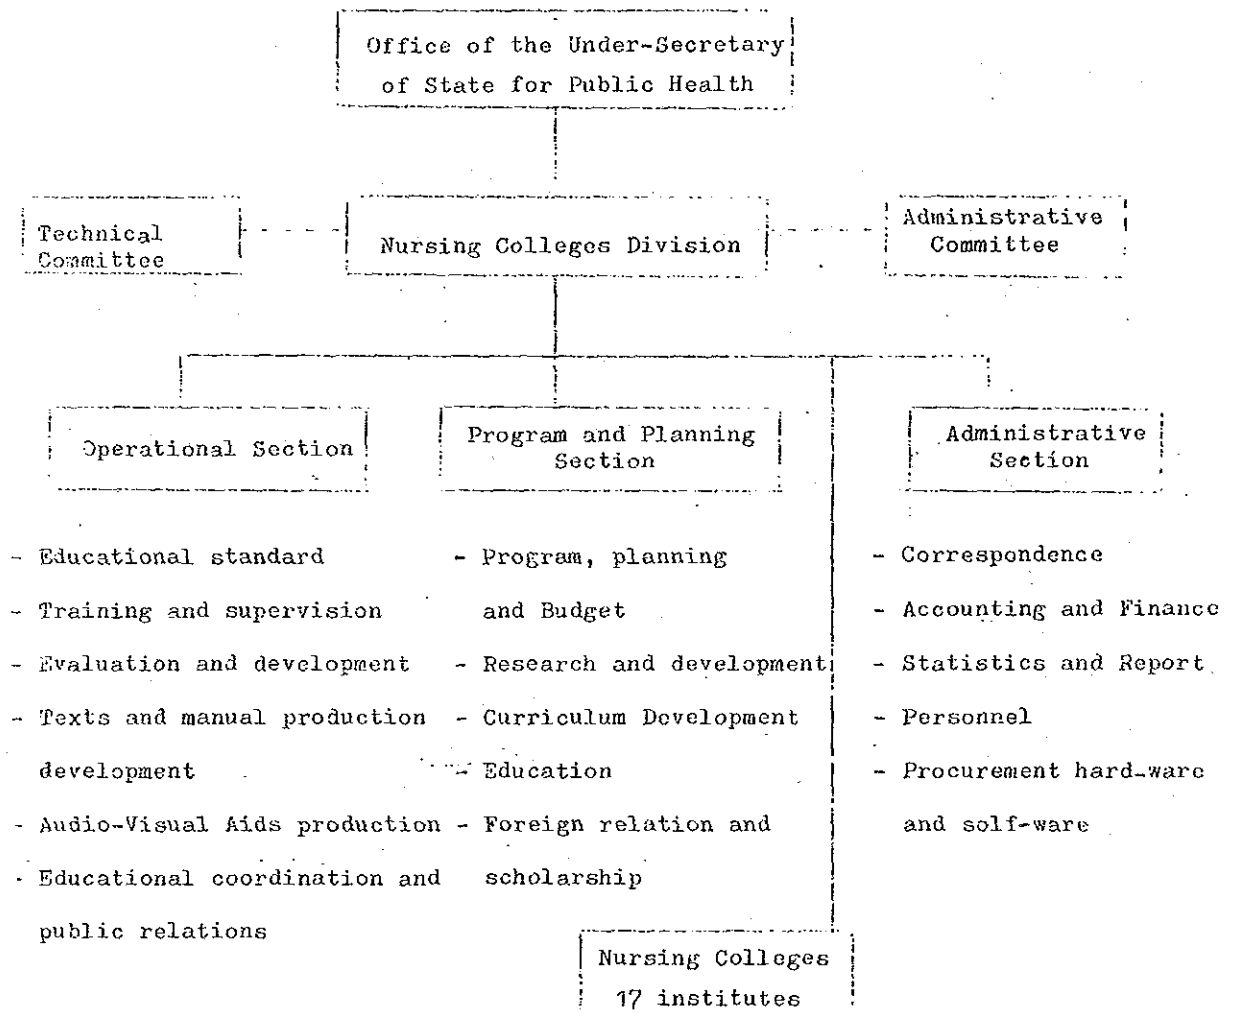 Office of the Under-Secretary
of State for Public Health
Technical
Committee
Nursing Colleges Division
Administrative
Committee
Operational Section
Program and Planning
Section
Administrative
Section
- Educational standard
- Training and supervision
- Evaluation and development
- Texts and manual production
development
- Audio-Visual Aids production
- Educational coordination and
public relations
- Program, planning
and Budget
- Research and development
- Curriculum Development
- Education
- Foreign relation and
scholarship
- Correspondence
- Accounting and Finance
- Statistics and Report
- Personnel
- Procurement hard-ware
and solf-ware
Nursing Colleges
17 institutes